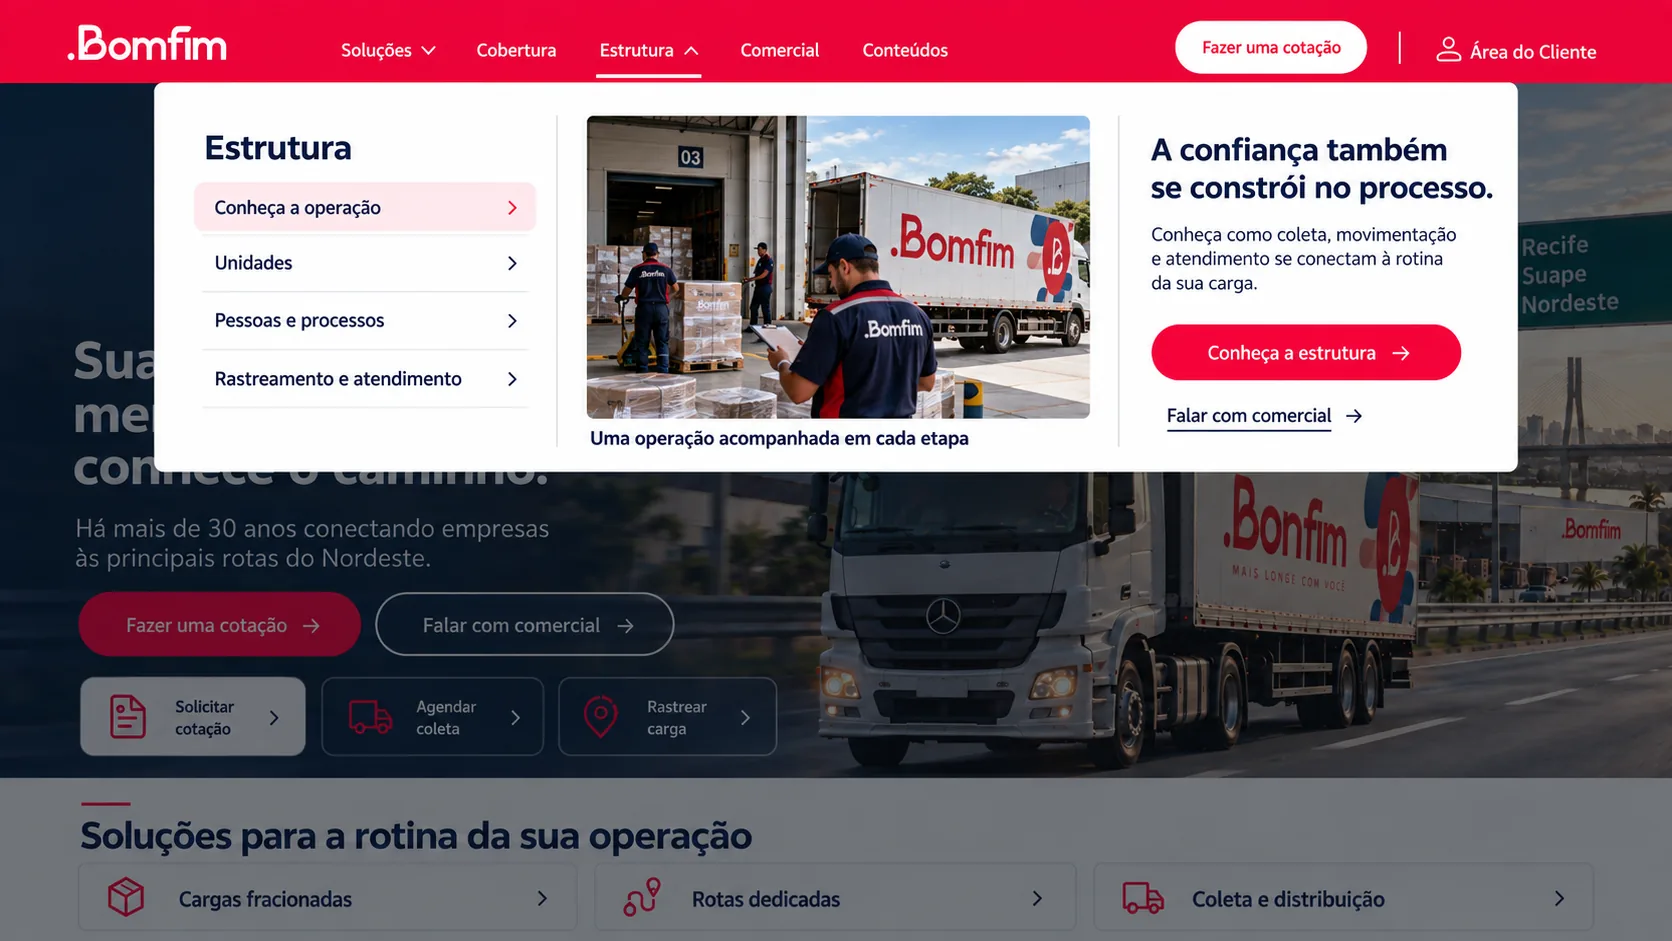 .Bomfim
Soluções
Cobertura
Estrutura
Comercial
Conteúdos
Fazer uma cotação
Área do Cliente
Estrutura
Conheça a operação
Unidades
Pessoas e processos
Rastreamento e atendimento
03
.Bomfim
B
.Bomfim
Bomfim
.Bomfim
Uma operação acompanhada em cada etapa
A confiança também
se constrói no processo.
Conheça como coleta, movimentação
e atendimento se conectam à rotina
da sua carga.
Conheça a estrutura
Falar com comercial
Recife
Suape
Nordeste
Sua
me
conhece o caminho.
Há mais de 30 anos conectando empresas
às principais rotas do Nordeste.
Fazer uma cotação
Falar com comercial
Solicitar
cotação
Agendar
coleta
Rastrear
carga
.Bonfim
MAIS LONGE COM VOCÊ
B
.Bomfiim
Soluções para a rotina da sua operação
Cargas fracionadas
Rotas dedicadas
Coleta e distribuição